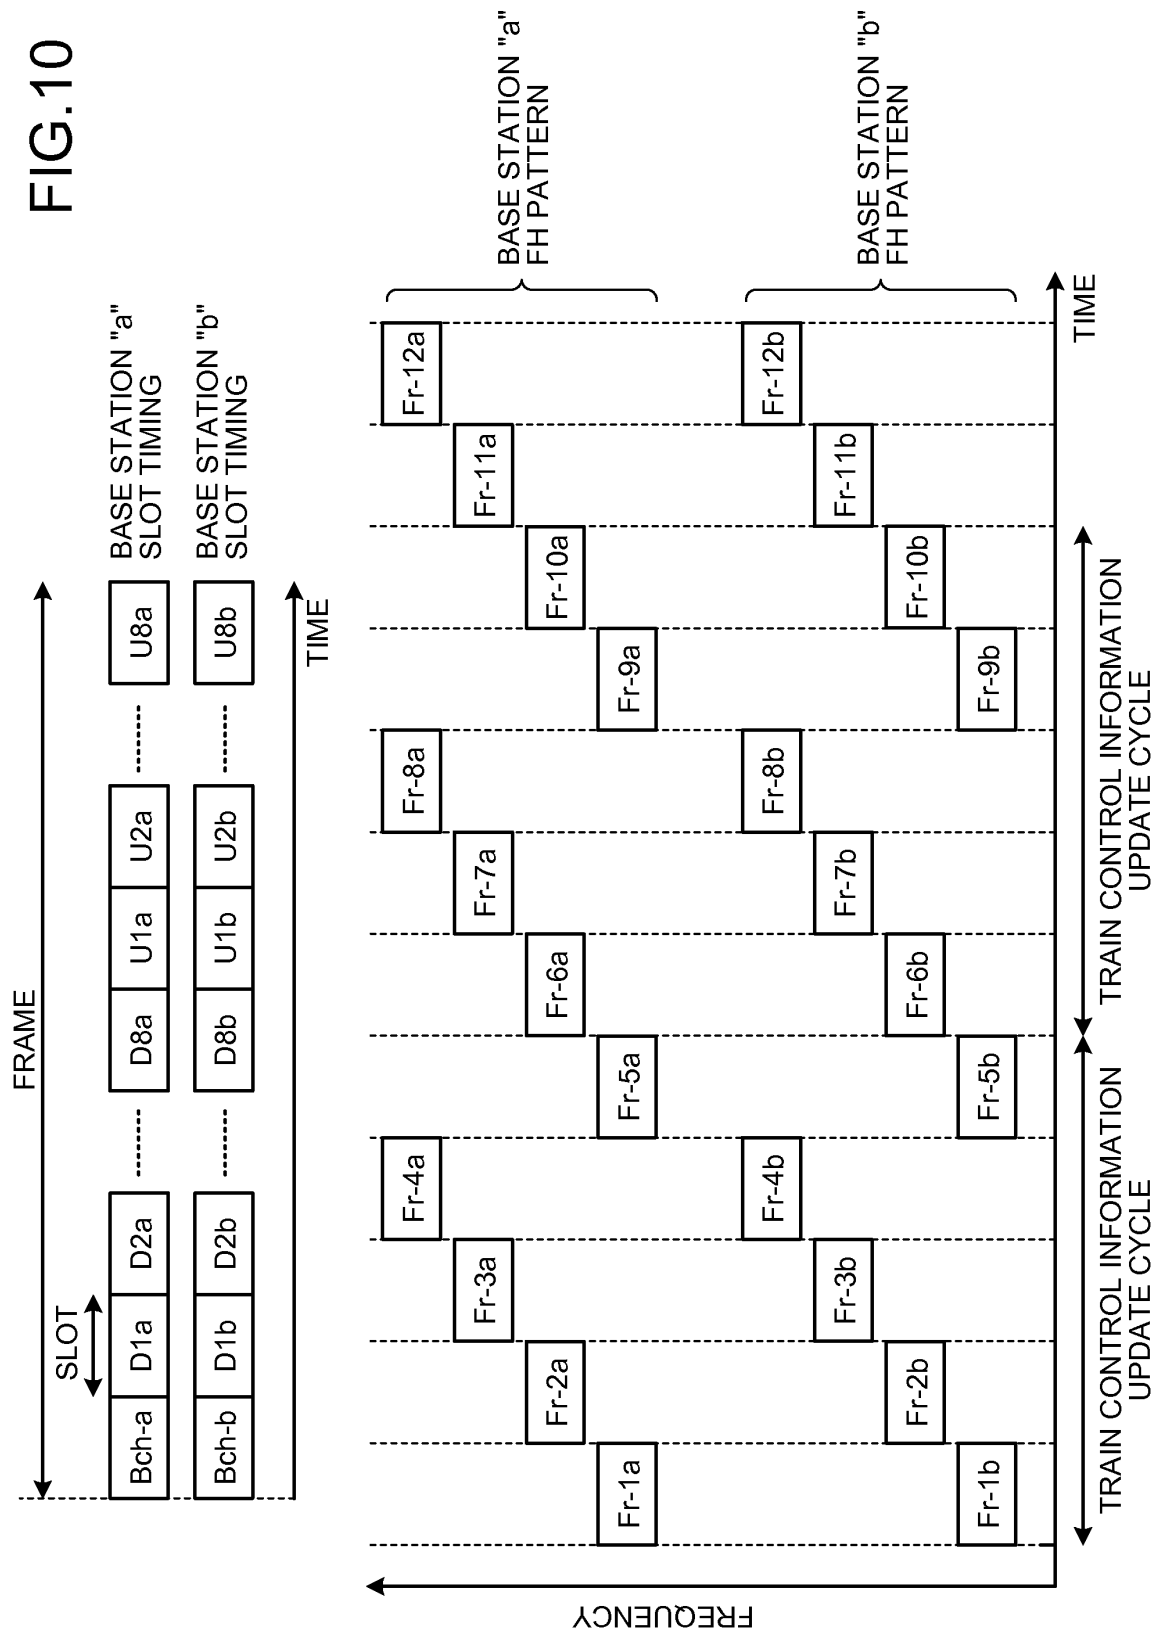 FIG.10
FRAME
SLOT
Bch-a D1a D2a D8a U1a U2a U8a
BASE STATION "a"
SLOT TIMING
Bch-b D1b D2b D8b U1b U2b U8b
BASE STATION "b"
SLOT TIMING
TIME
FREQUENCY
Fr-4a Fr-8a Fr-12a
Fr-3a Fr-7a Fr-11a
Fr-2a Fr-6a Fr-10a
Fr-1a Fr-5a Fr-9a
BASE STATION "a"
FH PATTERN
Fr-4b Fr-8b Fr-12b
Fr-3b Fr-7b Fr-11b
Fr-2b Fr-6b Fr-10b
Fr-1b Fr-5b Fr-9b
BASE STATION "b"
FH PATTERN
TIME
TRAIN CONTROL INFORMATION
UPDATE CYCLE
TRAIN CONTROL INFORMATION
UPDATE CYCLE